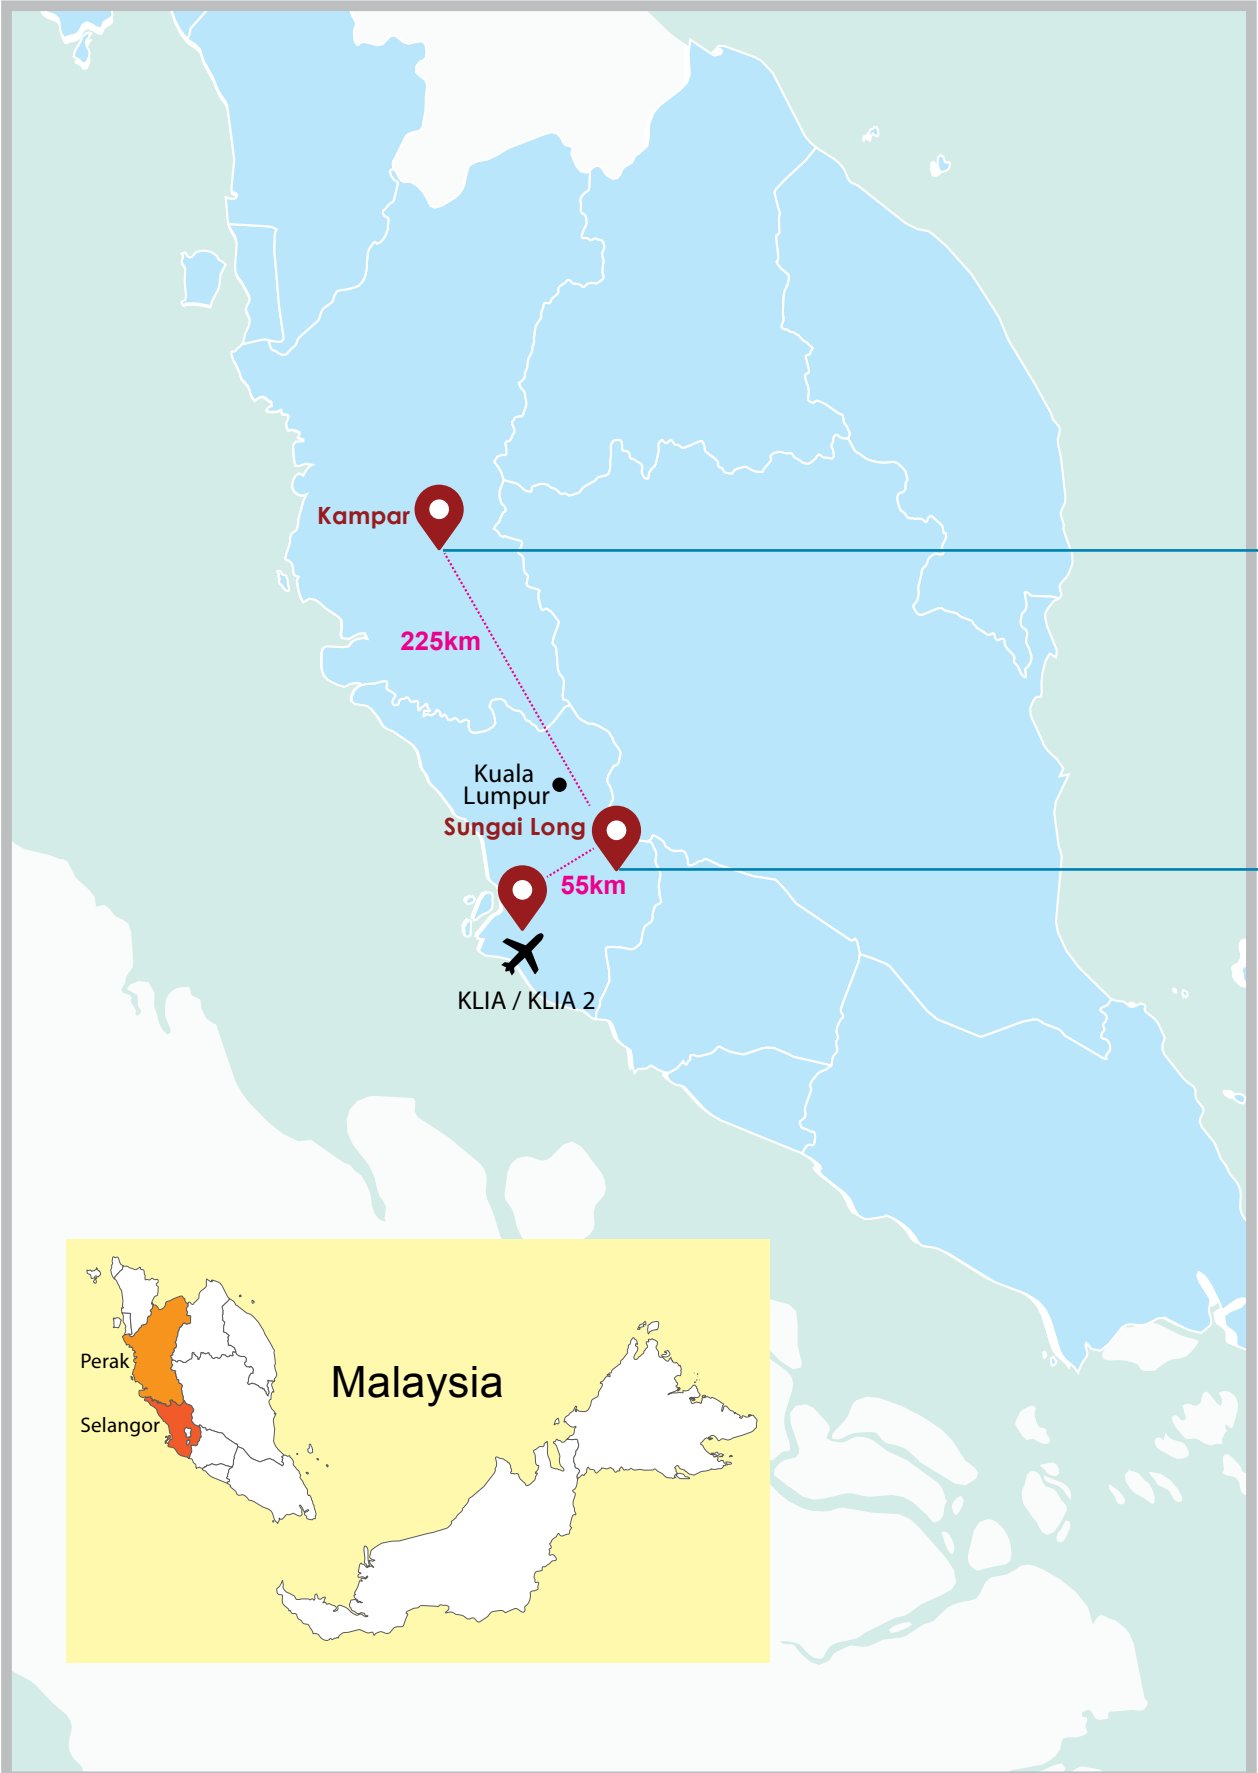 Kampar
225km
Kuala
Lumpur
Sungai Long
55km
KLIA / KLIA 2
Perak
Malaysia
Selangor